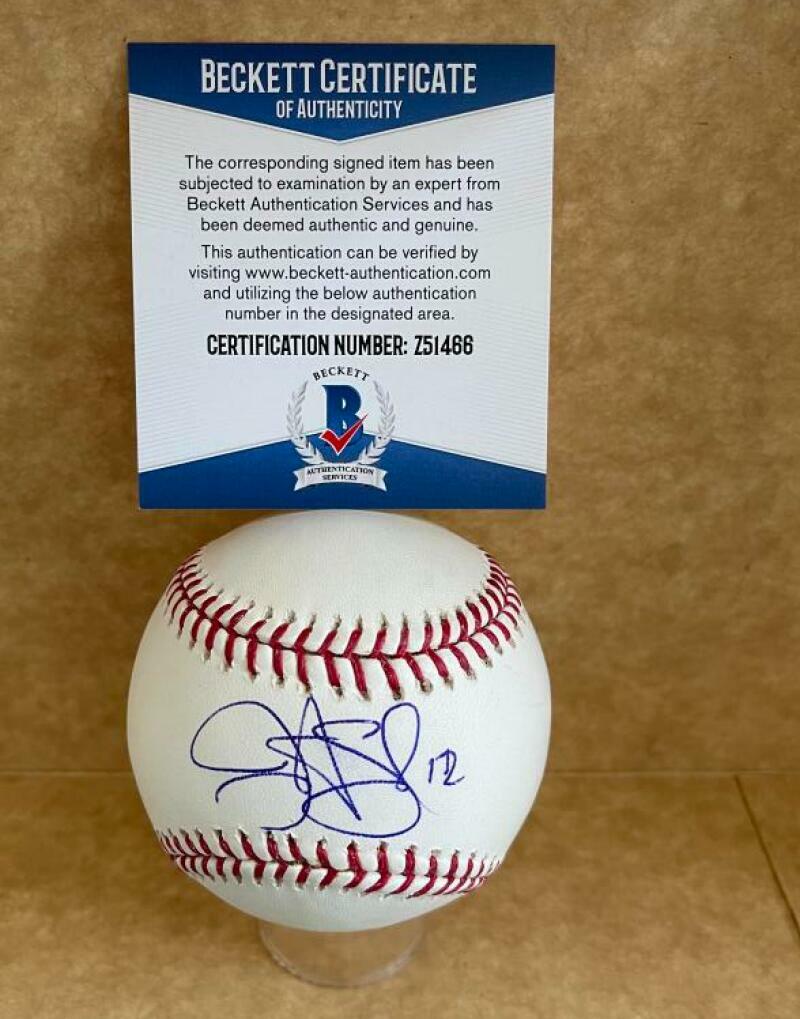 BECKETT CERTIFICATE
OF AUTHENTICITY
The corresponding signed item has been
subjected to examination by an expert from
Beckett Authentication Services and has
been deemed authentic and genuine.
This authentication can be verified by
visiting www.beckett-authentication.com
and utilizing the below authentication
number in the designated area.
CERTIFICATION NUMBER: Z51466
BECKETT
B
AUTHENTICATION
SERVICES
12